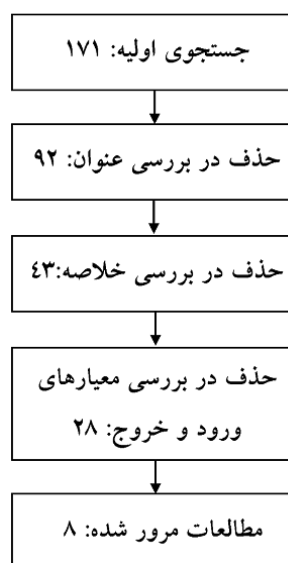 جستجوی اولیه: ۱۷۱
حذف در بررسی عنوان: ۹۲
حذف در بررسی خلاصه:٤۳
حذف در بررسی معیارهای
ورود و خروج: ۲۸
مطالعات مرور شده: ۸